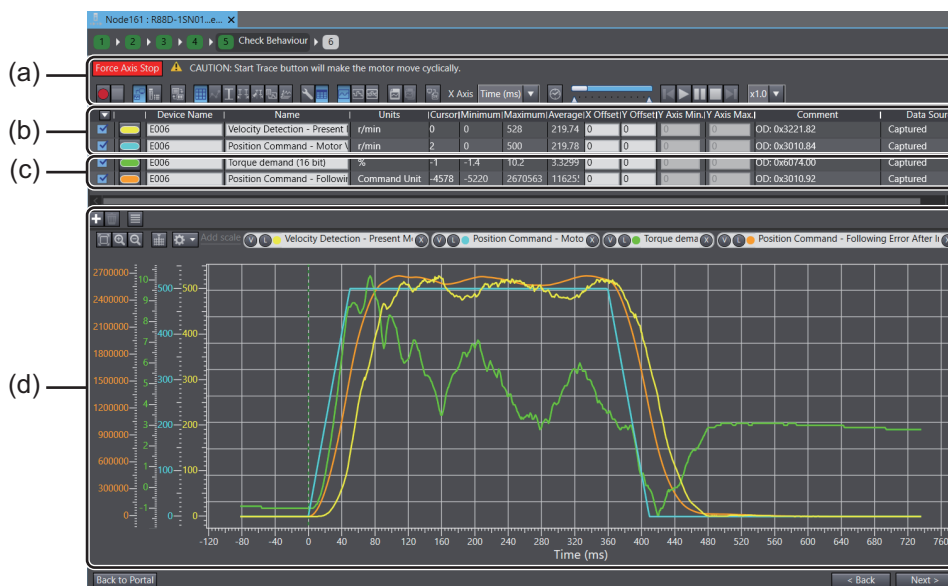 Node161 : R88D-1SN01...e... X
1 2 3 4 5 Check Behaviour 6
(a)
Force Axis Stop CAUTION: Start Trace button will make the motor move cyclically.
X Axis Time (ms) x1.0
(b)
Device Name Name Units Cursor Minimum Maximum Average X Offset Y Offset Y Axis Min. Y Axis Max. Comment Data Sour
E006 Velocity Detection - Present r/min 0 0 528 219.74 0 0 0 0 OD: 0x3221.82 Captured
E006 Position Command - Motor r/min 2 0 500 219.78 0 0 0 0 OD: 0x3010.84 Captured
(c)
E006 Torque demand (16 bit) % -1 -1.4 10.2 3.3299 0 0 0 0 OD: 0x6074.00 Captured
E006 Position Command - Followin Command Unit -4578 -5220 2670563 11625 0 0 0 0 OD: 0x3010.92 Captured
(d)
Add scale V L Velocity Detection - Present M X V L Position Command - Moto X V L Torque dema X V L Position Command - Following Error After I X
2700000 10 500 500
2400000 9
2100000 8 400 400
1800000 7
6
1500000 5 300 300
1200000 4
900000 3 200 200
2
600000 1 100 100
300000 0
-1
0 0 0
-120 -80 -40 0 40 80 120 160 200 240 280 320 360 400 440 480 520 560 600 640 680 720 760
Time (ms)
Back to Portal < Back Next >